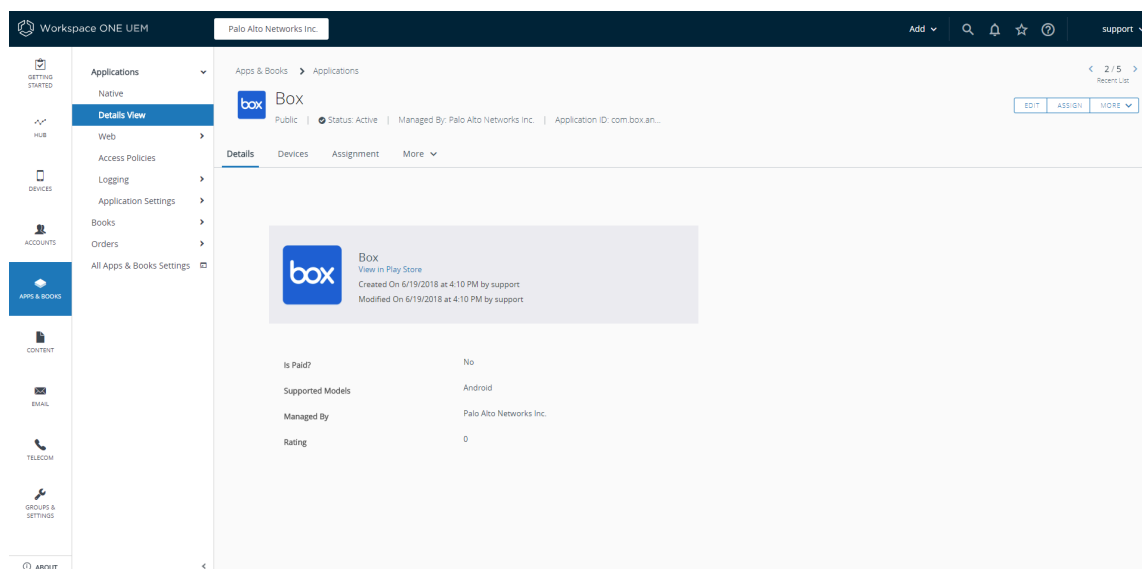 Workspace ONE UEM
Palo Alto Networks Inc.
Add
support
GETTING
STARTED
HUB
DEVICES
ACCOUNTS
APPS & BOOKS
CONTENT
EMAIL
TELECOM
GROUPS &
SETTINGS
ABOUT
Applications
Native
Details View
Web
Access Policies
Logging
Application Settings
Books
Orders
All Apps & Books Settings
Apps & Books > Applications
2 / 5
Recent List
box
Box
Public | Status: Active | Managed By: Palo Alto Networks Inc. | Application ID: com.box.an...
EDIT ASSIGN MORE
Details Devices Assignment More
box
Box
View in Play Store
Created On 6/19/2018 at 4:10 PM by support
Modified On 6/19/2018 at 4:10 PM by support
Is Paid? No
Supported Models Android
Managed By Palo Alto Networks Inc.
Rating 0